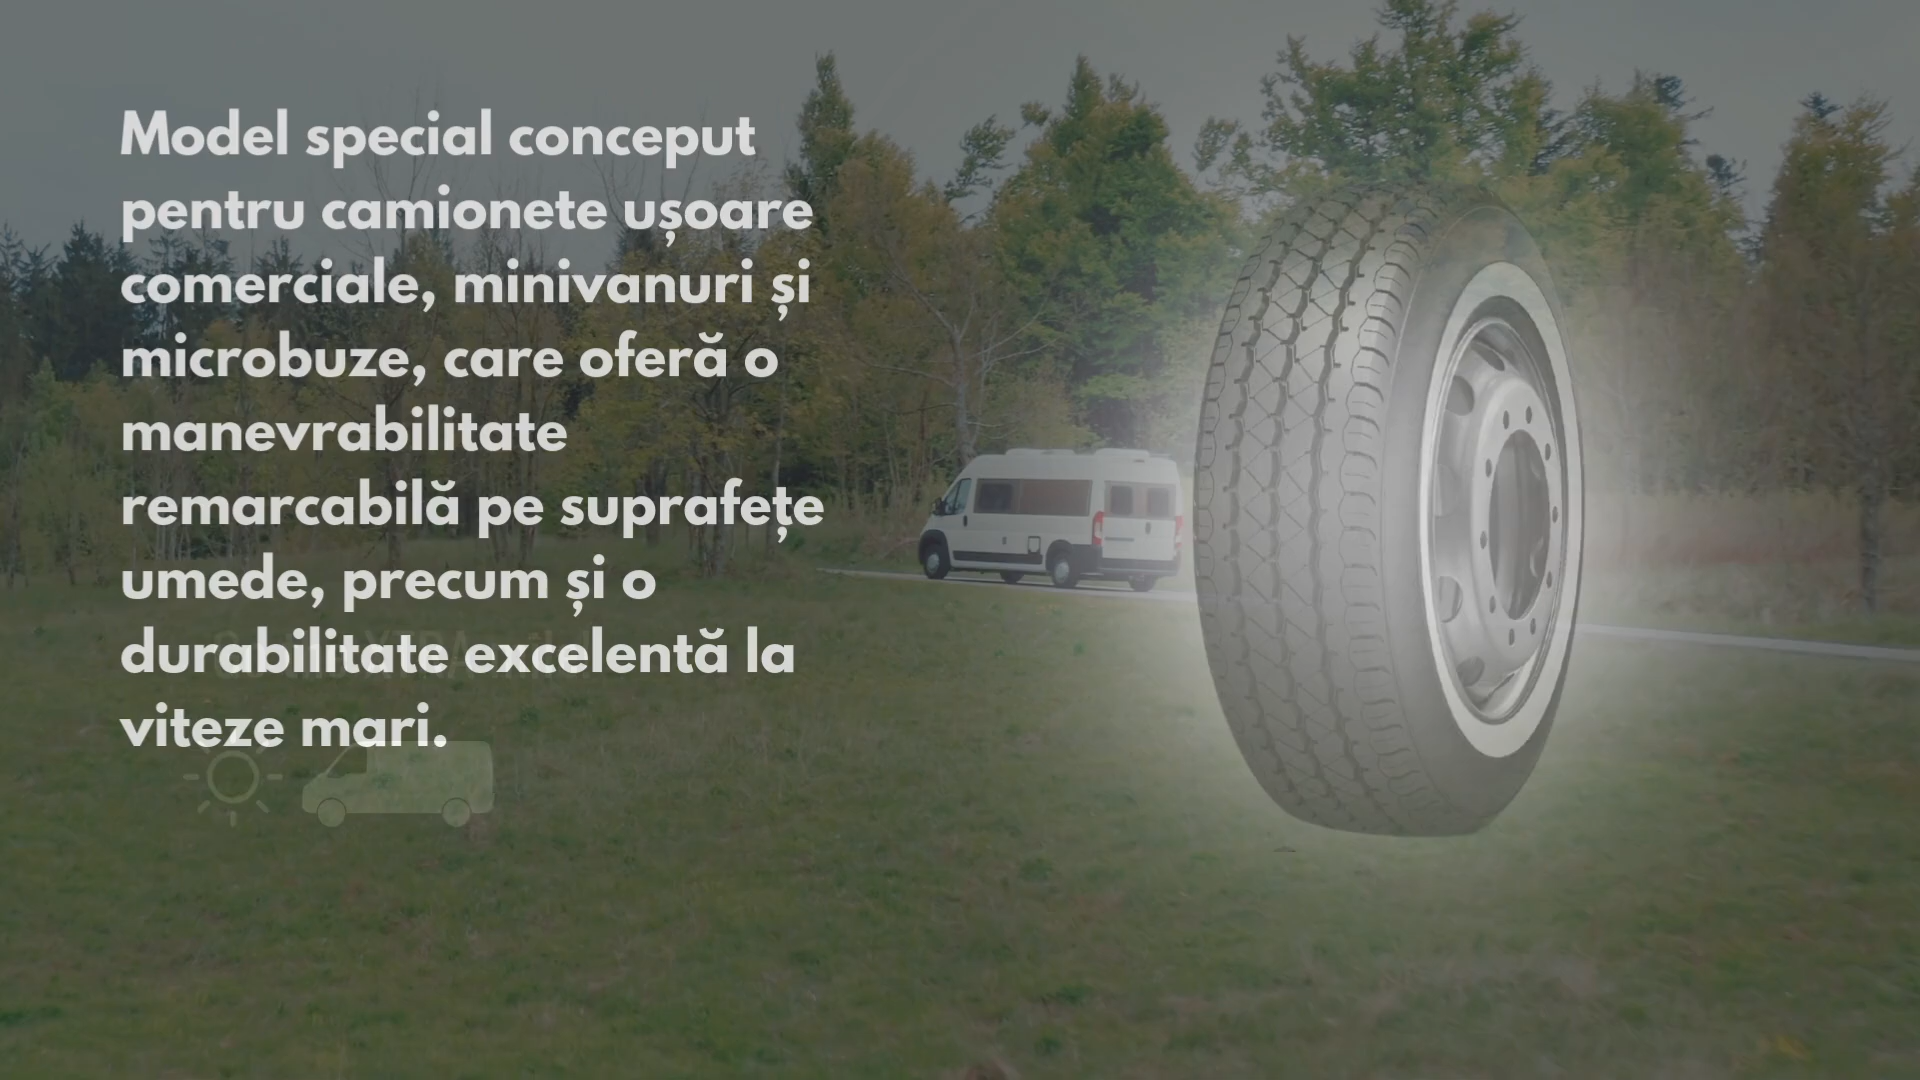 Model special conceput
pentru camionete ușoare
comerciale, minivanuri și
microbuze, care oferă o
manevrabilitate
remarcabilă pe suprafețe
umede, precum și o
durabilitate excelentă la
viteze mari.